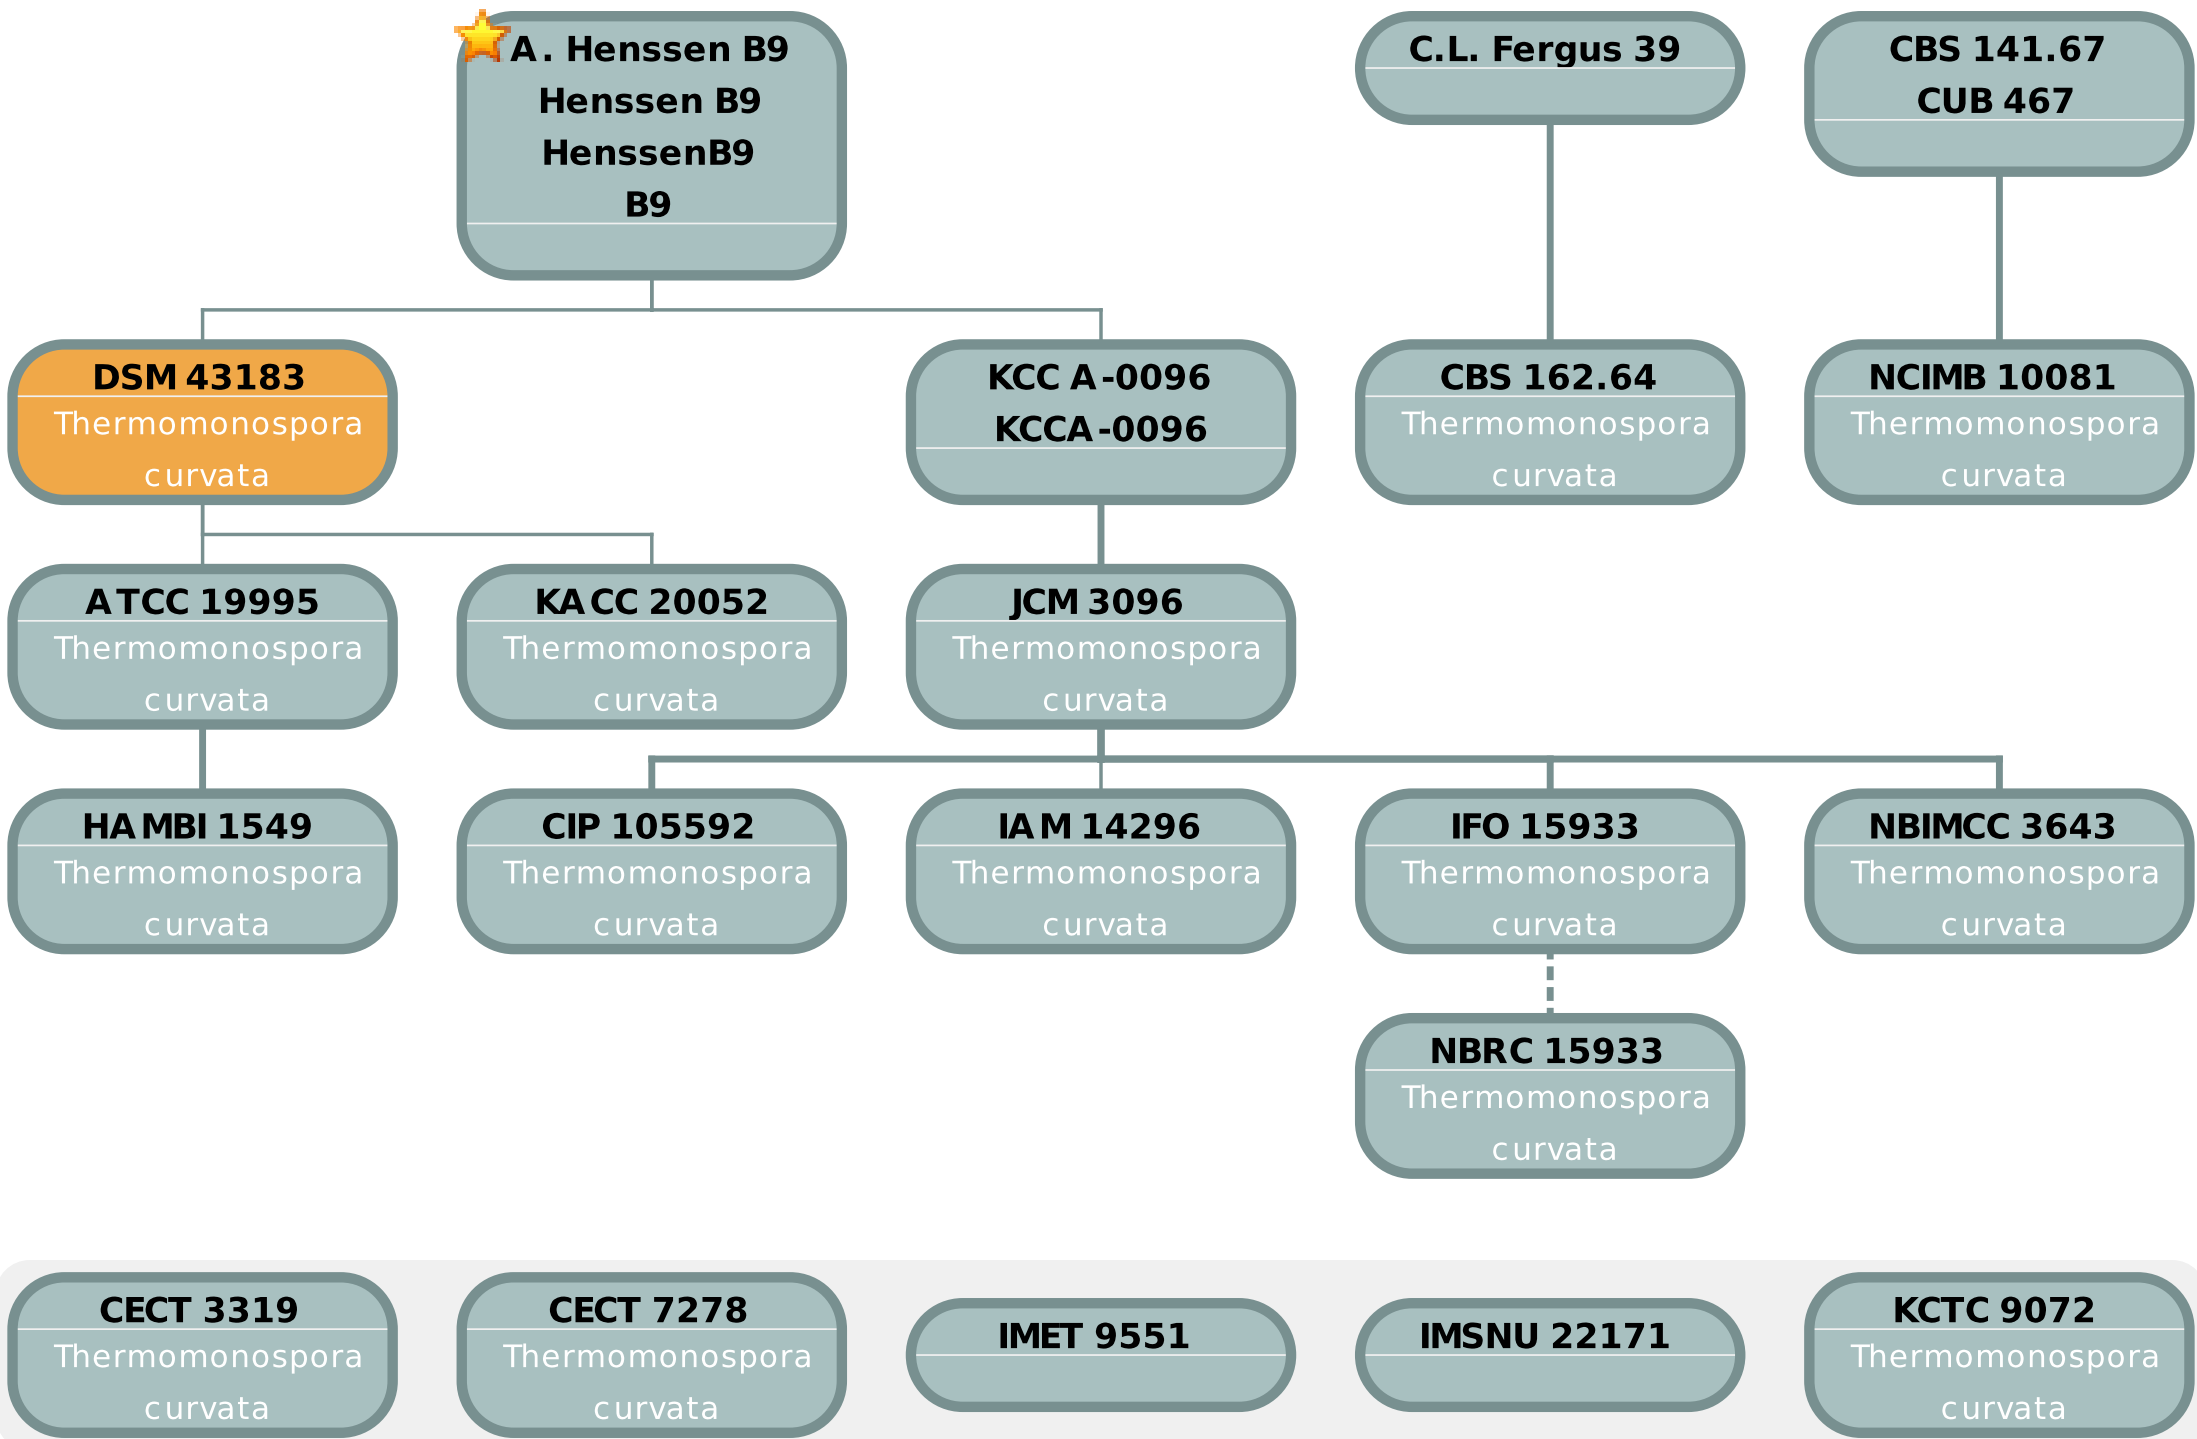 A. Henssen B9
Henssen B9
HenssenB9
B9
C.L. Fergus 39
CBS 141.67
CUB 467
DSM 43183
Thermomonospora
curvata
KCC A-0096
KCCA-0096
CBS 162.64
Thermomonospora
curvata
NCIMB 10081
Thermomonospora
curvata
ATCC 19995
Thermomonospora
curvata
KACC 20052
Thermomonospora
curvata
JCM 3096
Thermomonospora
curvata
HAMBI 1549
Thermomonospora
curvata
CIP 105592
Thermomonospora
curvata
IAM 14296
Thermomonospora
curvata
IFO 15933
Thermomonospora
curvata
NBIMCC 3643
Thermomonospora
curvata
NBRC 15933
Thermomonospora
curvata
CECT 3319
Thermomonospora
curvata
CECT 7278
Thermomonospora
curvata
IMET 9551
IMSNU 22171
KCTC 9072
Thermomonospora
curvata